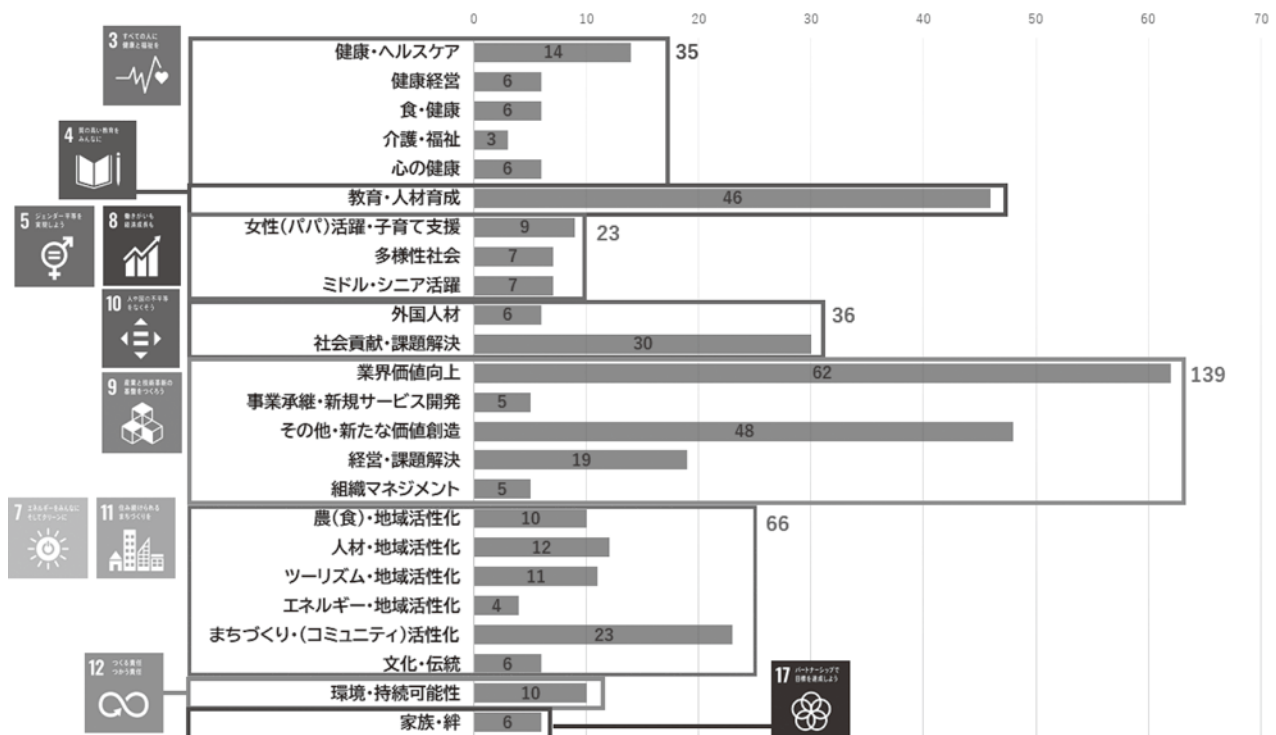 0 10 20 30 40 50 60 70
3 すべての人に
健康と福祉を
健康・ヘルスケア 14 35
健康経営 6
食・健康 6
介護・福祉 3
心の健康 6
4 質の高い教育を
みんなに
教育・人材育成 46
5 ジェンダー平等を
実現しよう
8 働きがいも
経済成長も
女性(パパ)活躍・子育て支援 9 23
多様性社会 7
ミドル・シニア活躍 7
10 人や国の不平等
をなくそう
外国人材 6 36
社会貢献・課題解決 30
9 産業と技術革新の
基盤をつくろう
業界価値向上 62 139
事業承継・新規サービス開発 5
その他・新たな価値創造 48
経営・課題解決 19
組織マネジメント 5
7 エネルギーをみんなに
そしてクリーンに
11 住み続けられる
まちづくりを
農(食)・地域活性化 10 66
人材・地域活性化 12
ツーリズム・地域活性化 11
エネルギー・地域活性化 4
まちづくり・(コミュニティ)活性化 23
文化・伝統 6
12 つくる責任
つかう責任
環境・持続可能性 10
17 パートナーシップで
目標を達成しよう
家族・絆 6